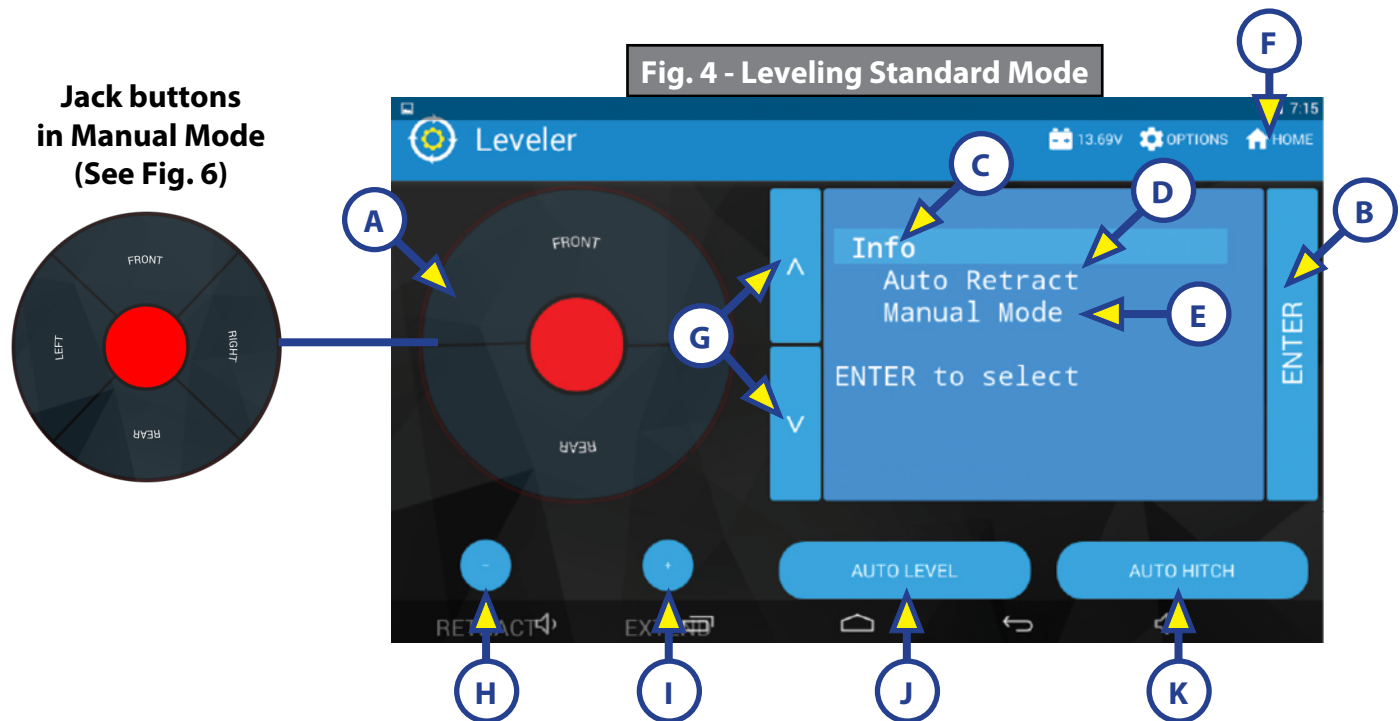 Fig. 4 - Leveling Standard Mode
F
Jack buttons
in Manual Mode
(See Fig. 6)
7:15
Leveler
13.69V
OPTIONS
HOME
C
D
B
A
FRONT
Info
Auto Retract
Manual Mode
E
G
ENTER to select
ENTER
REAR
FRONT
LEFT
RIGHT
REAR
-
+
AUTO LEVEL
AUTO HITCH
RETRACT
EXTEND
H
I
J
K